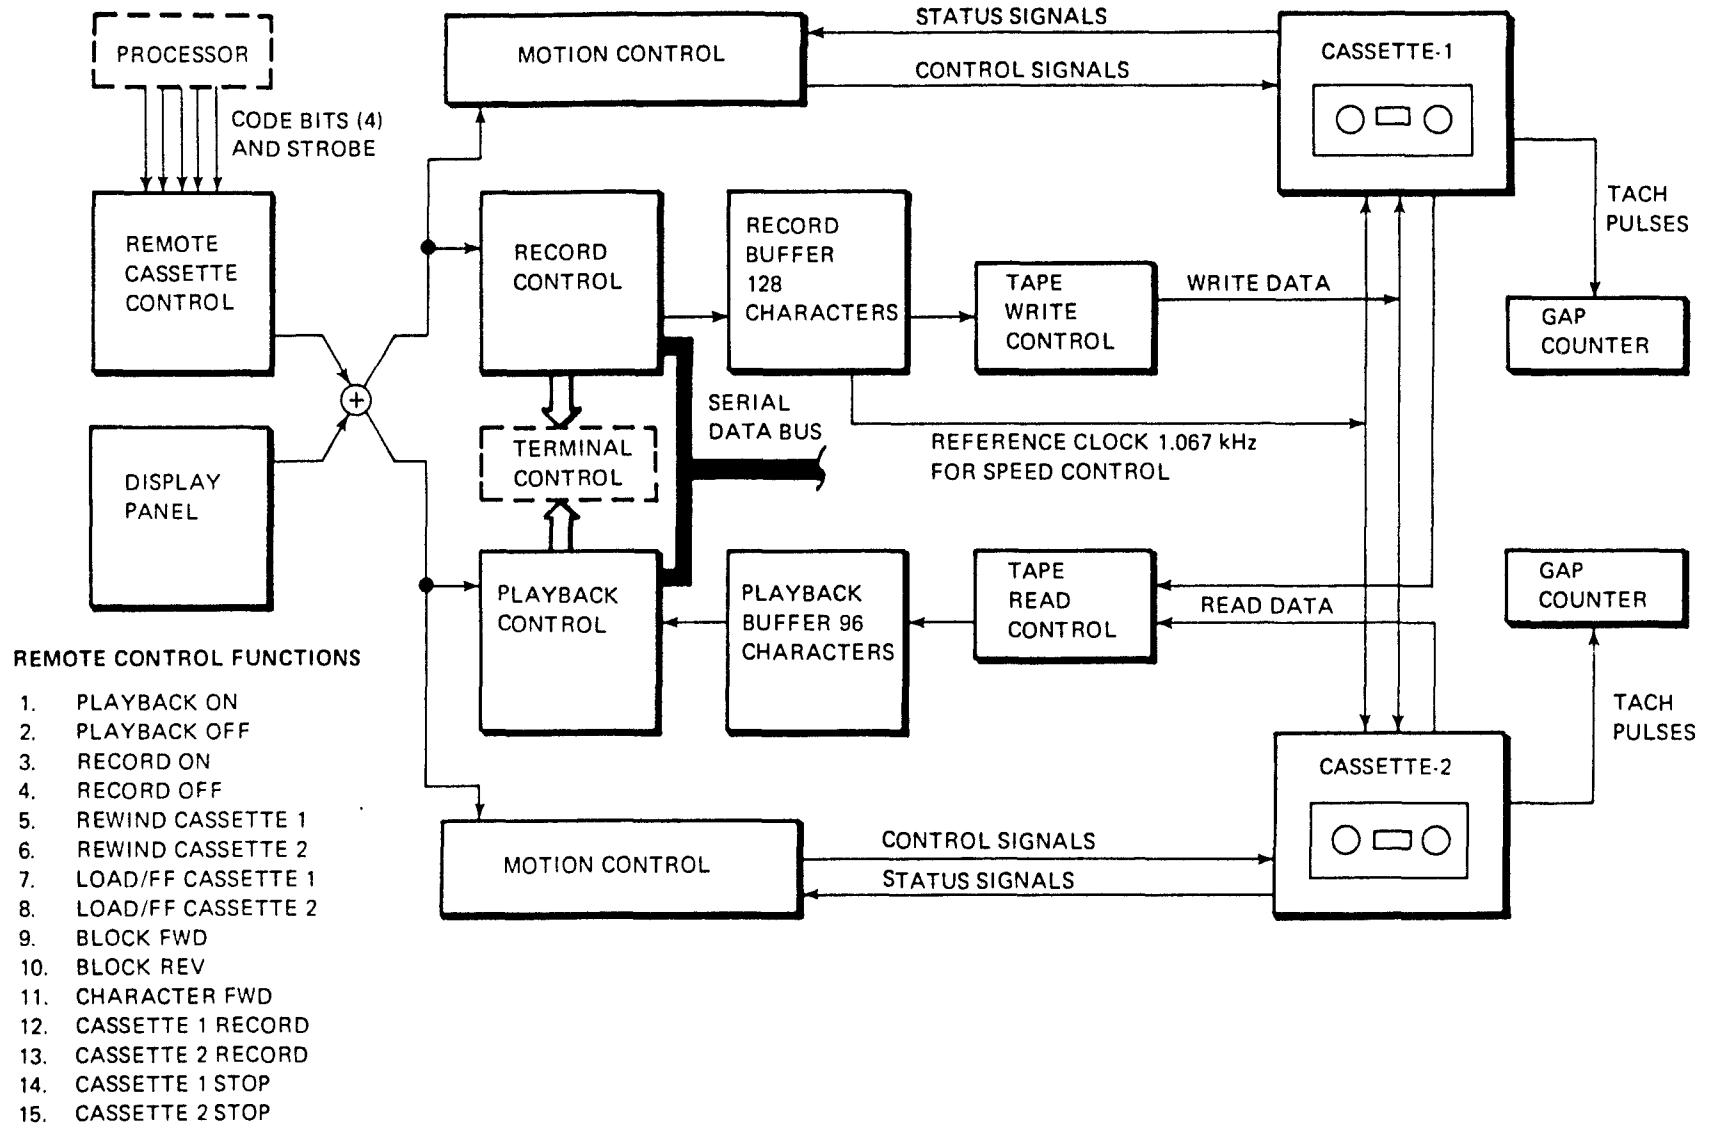 STATUS SIGNALS
PROCESSOR
MOTION CONTROL
CASSETTE-1
CONTROL SIGNALS
CODE BITS (4)
AND STROBE
TACH
PULSES
REMOTE
CASSETTE
CONTROL
RECORD
CONTROL
RECORD
BUFFER
128
CHARACTERS
TAPE
WRITE
CONTROL
WRITE DATA
GAP
COUNTER
+
SERIAL
DATA BUS
REFERENCE CLOCK 1.067 kHz
FOR SPEED CONTROL
TERMINAL
CONTROL
DISPLAY
PANEL
PLAYBACK
CONTROL
PLAYBACK
BUFFER 96
CHARACTERS
TAPE
READ
CONTROL
READ DATA
GAP
COUNTER
TACH
PULSES
CASSETTE-2
MOTION CONTROL
CONTROL SIGNALS
STATUS SIGNALS
REMOTE CONTROL FUNCTIONS
1. PLAYBACK ON
2. PLAYBACK OFF
3. RECORD ON
4. RECORD OFF
5. REWIND CASSETTE 1
6. REWIND CASSETTE 2
7. LOAD/FF CASSETTE 1
8. LOAD/FF CASSETTE 2
9. BLOCK FWD
10. BLOCK REV
11. CHARACTER FWD
12. CASSETTE 1 RECORD
13. CASSETTE 2 RECORD
14. CASSETTE 1 STOP
15. CASSETTE 2 STOP